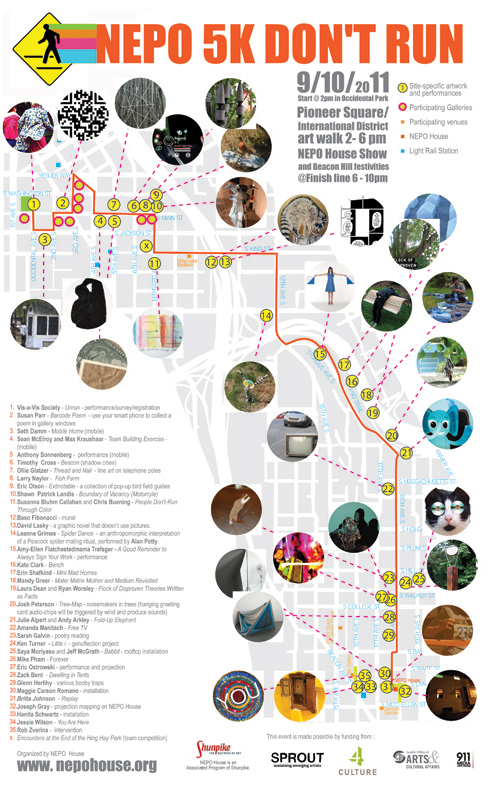 NEPO 5K DON'T RUN
9/10/2011
Start @ 2pm in Occidental Park
Pioneer Square/
International District
art walk 2- 6 pm
NEPO House Show
and Beacon Hill festivities
@Finish line 6 - 10pm
1 Site-specific artwork
and performances
Participating Galleries
Participating venues
NEPO House
Light Rail Station
YESLER WAY
S WASHINGTON ST
S MAIN ST
S JACKSON ST
S KING ST
OCCIDENTAL AVE S
12TH AVE S
S MASSACHUSETTS ST
S WALKER ST
S COLLEGE ST
NEPO House
1. Vis-a-Vis Society - Unrun - performance/survey/registration
2 Susan Parr - Barcode Poem - use your smart phone to collect a
poem in gallery windows
3. Seth Damm - Mobile Home (mobile)
4. Sean McElroy and Max Kraushaar - Team Building Exercise -
(mobile)
5 Anthony Sonnenberg - performance (mobile)
6. Timothy Cross - Beacon (shadow cities)
7. Ollie Glatzer - Thread and Nail - line art on telephone poles
8. Larry Naylor - Fish Farm
9. Eric Olson - Extinctable - a collection of pop-up bird field guides
10.Shawn Patrick Landis - Boundary of Vacancy (Motorcyle)
11.Susanna Bluhm Callahan and Chris Buening - People Don't-Run
Through Color
12.Baso Fibonacci - mural
13.David Lasky - a graphic novel that doesn't use pictures.
14.Leanne Grimes - Spider Dance - an anthropomorphic interpretation
of a Peacock spider mating ritual, performed by Alan Petty
15.Amy-Ellen Flatchestedmama Trefsger - A Good Reminder to
Always Sign Your Work - performance
16.Kate Clark - Bench
17.Erin Shafkind - Mini Mad Homes
18.Mandy Greer - Mater Matrix Mother and Medium Revisited
19.Laura Dean and Ryan Worsley - Flock of Disproven Theories Written
as Facts
20.Josh Peterson - Tree-Map - noisemakers in trees (changing greeting
card audio-chips will be triggered by wind and produce sounds)
21.Julie Alpert and Andy Arkley - Fold-Up Elephant
22.Amanda Manitach - Free TV
23.Sarah Galvin - poetry reading
24 Ken Turner - Little i - genuflection project
25.Saya Moriyasu and Jeff McGrath - Babbit - rooftop installation
26.Mike Pham - Forover
27.Eric Ostrowski - performance and projection
28.Zack Bent - Dwelling in Tents
29.Glenn Herlihy - various booby traps
30.Maggie Carson Romano - installation
31.Britta Johnson - Replay
32.Joseph Gray - projection mapping on NEPO House
33.Hanita Schwartz - installation
34.Jessie Wilson - You Are Here
35.Rob Zverina - intervention
x. Encounters at the End of the Hing Hay Park (team competition)
Organized by NEPO House
www. nepohouse.org
Shunpike
NEPO House is an
Associated Program of Shunpike.
This event is made possible by funding from :
SPROUT
sustaining emerging artists
4
CULTURE
Seattle Office of
ARTS&
CULTURAL AFFAIRS
911